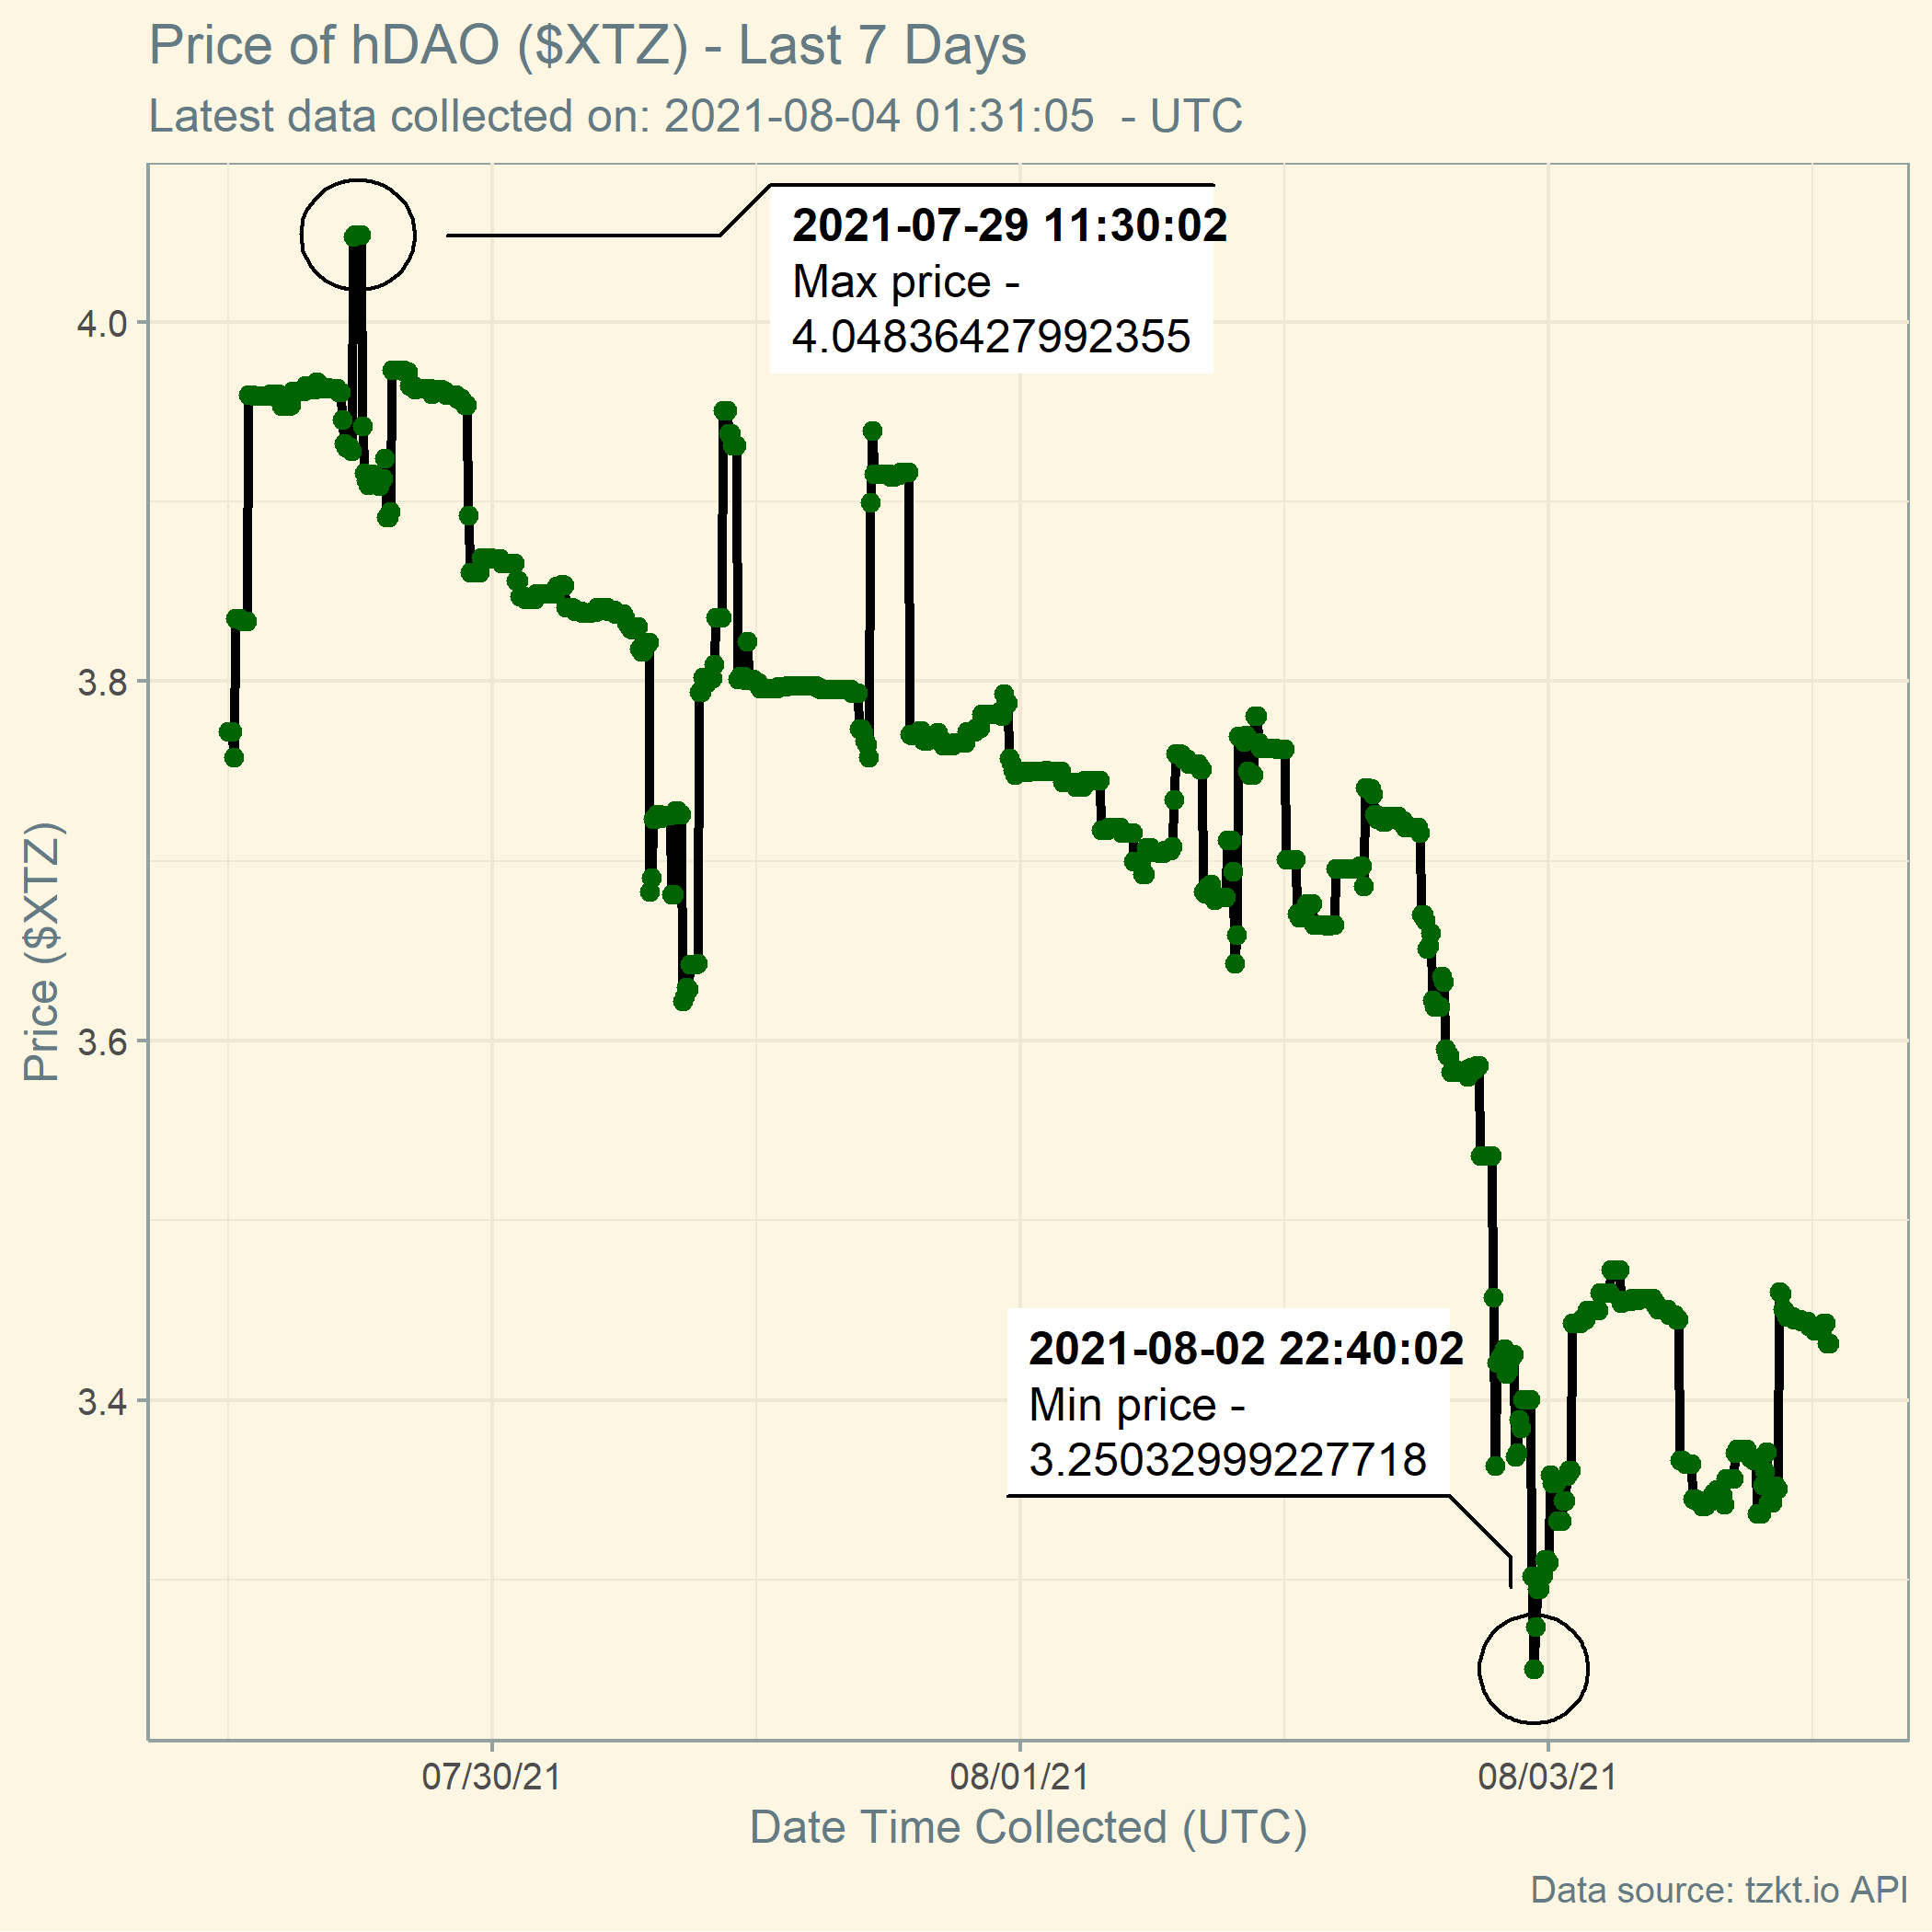 Price of hDAO ($XTZ) - Last 7 Days
Latest data collected on: 2021-08-04 01:31:05  - UTC
2021-07-29 11:30:02
Max price -
4.04836427992355
4.0
3.8
3.6
3.4
Price ($XTZ)
2021-08-02 22:40:02
Min price -
3.25032999227718
07/30/21
08/01/21
08/03/21
Date Time Collected (UTC)
Data source: tzkt.io API